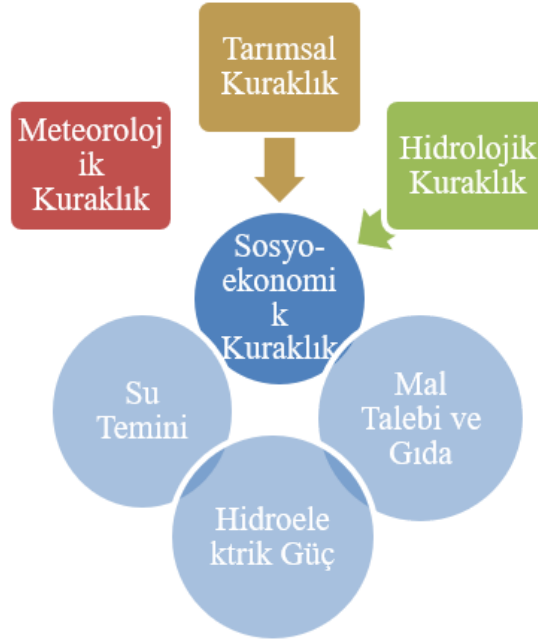 Tarımsal
Kuraklık
Meteoroloj
ik
Kuraklık
Hidrolojik
Kuraklık
Sosyo-
ekonomi
k
Kuraklık
Su
Temini
Mal
Talebi ve
Gıda
Hidroele
ktrik Güç